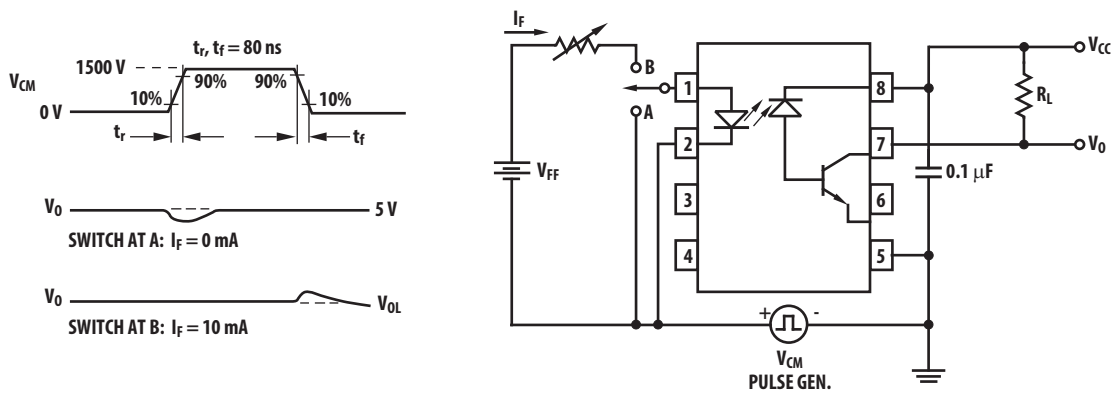 t_r, t_f = 80 ns
1500 V
V_CM
90%
90%
10%
10%
0 V
t_r
t_f
V_O
5 V
SWITCH AT A: I_F = 0 mA
V_O
V_OL
SWITCH AT B: I_F = 10 mA
I_F
B
A
V_FF
1
2
3
4
8
7
6
5
V_CC
R_L
V_O
0.1 μF
+
-
V_CM
PULSE GEN.